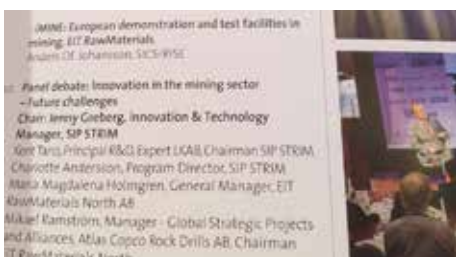 iMINE: European demonstration and test facilities in
mining, EIT RawMaterials
Anders OE Johansson, SICS/RISE
Panel debate: Innovation in the mining sector
– Future challenges
Chair: Jenny Greberg, Innovation & Technology
Manager, SIP STRIM
Kent Tano, Principal R&D Expert LKAB, Chairman SIP STRIM
Charlotte Andersson, Program Director, SIP STRIM
Maria Magdalena Holmgren, General Manager, EIT
RawMaterials North AB
Mikael Ramström, Manager - Global Strategic Projects
and Alliances, Atlas Copco Rock Drills AB, Chairman
RawMaterials North